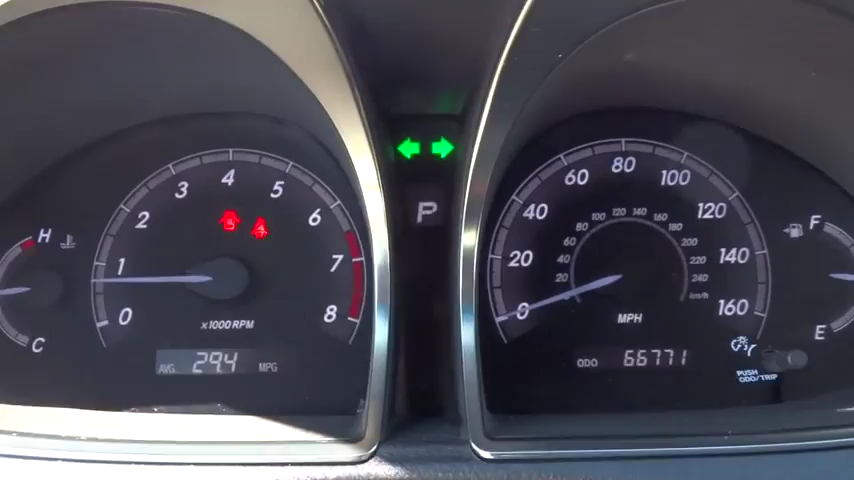 H
C
0
1
2
3
4
5
6
7
8
x1000RPM
AVG. 29.4 MPG
P
0
20
40
60
80
100
120
140
160
20
40
60
80
100
120
140
160
180
200
220
240
km/h
MPH
ODO 66771
PUSH
ODO/TRIP
F
E